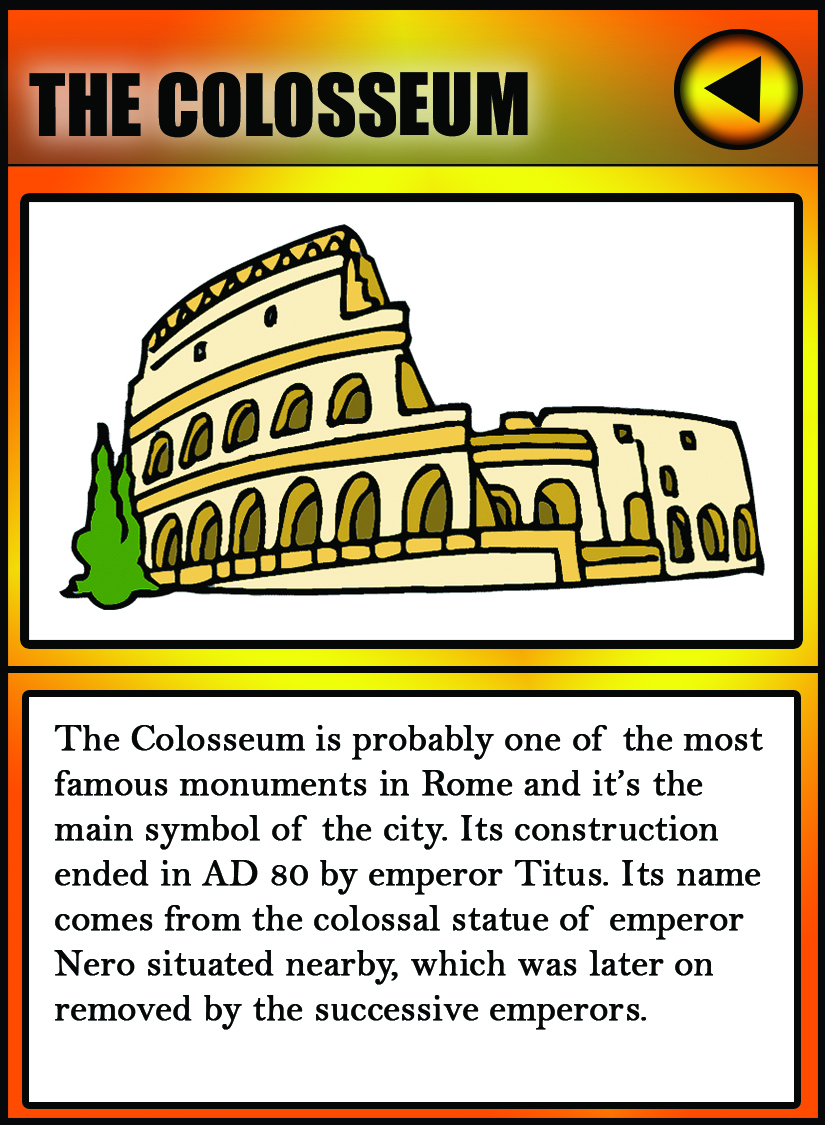 THE COLOSSEUM
The Colosseum is probably one of the most
famous monuments in Rome and it’s the
main symbol of the city. Its construction
ended in AD 80 by emperor Titus. Its name
comes from the colossal statue of emperor
Nero situated nearby, which was later on
removed by the successive emperors.